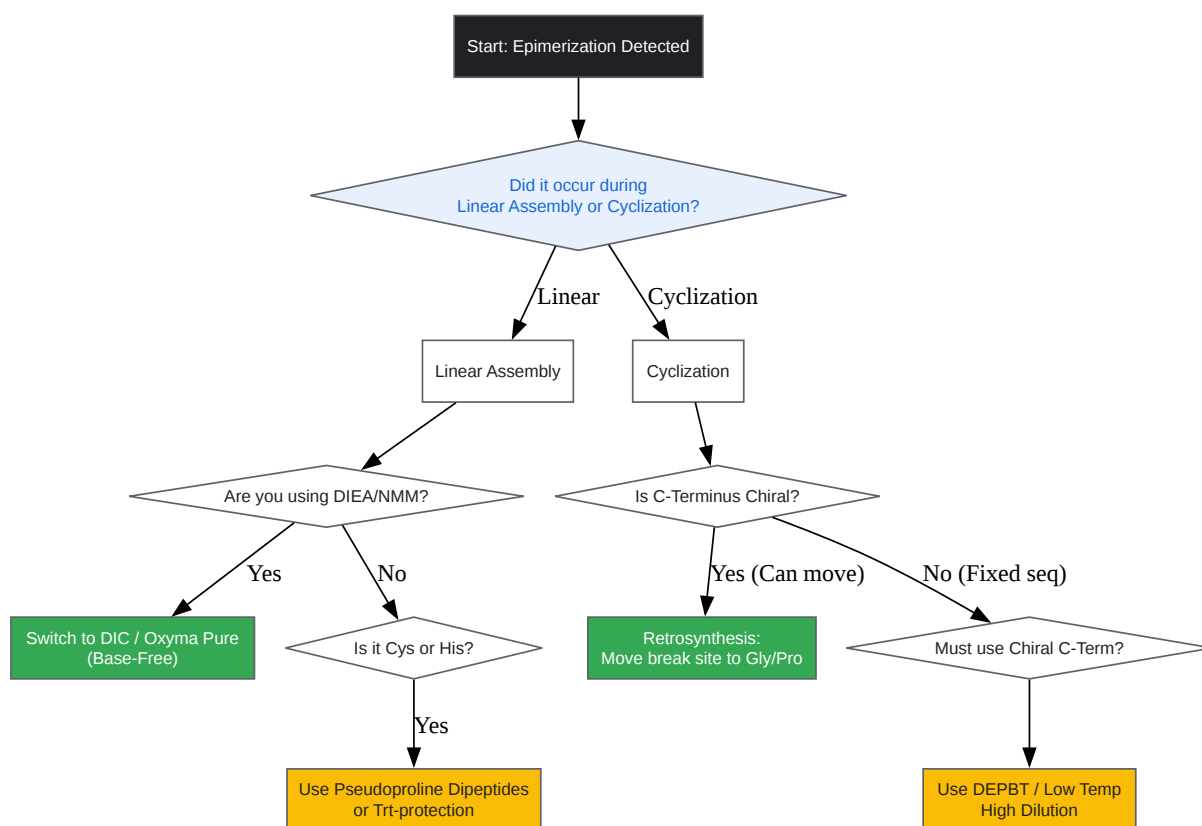 Start: Epimerization Detected
Did it occur during
Linear Assembly or Cyclization?
Linear
Cyclization
Linear Assembly
Cyclization
Are you using DIEA/NMM?
Is C-Terminus Chiral?
Yes
No
Yes (Can move)
No (Fixed seq)
Switch to DIC / Oxyma Pure
(Base-Free)
Is it Cys or His?
Retrosynthesis:
Move break site to Gly/Pro
Must use Chiral C-Term?
Yes
Use Pseudoproline Dipeptides
or Trt-protection
Use DEPBT / Low Temp
High Dilution